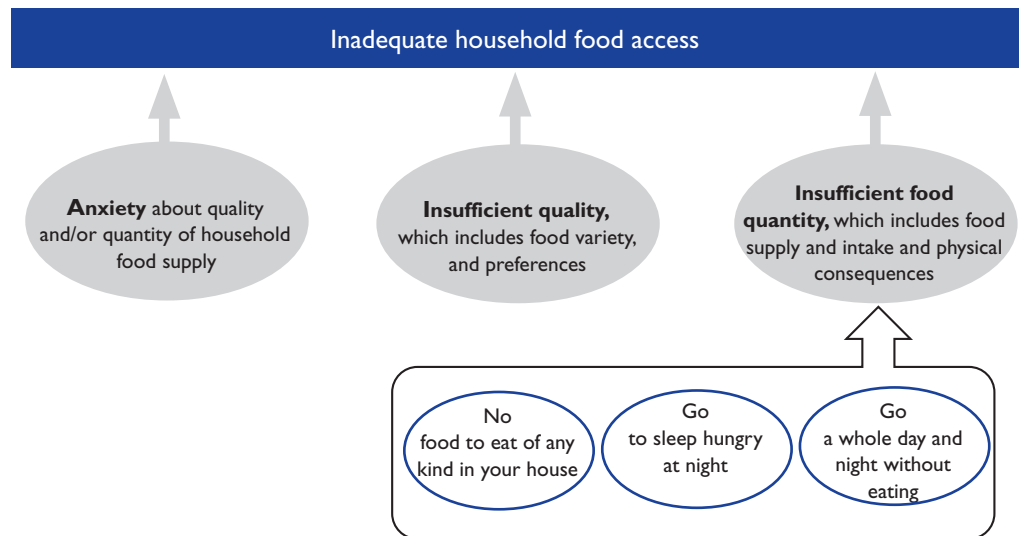 Inadequate household food access
Anxiety about quality
and/or quantity of household
food supply
Insufficient quality,
which includes food variety,
and preferences
Insufficient food
quantity, which includes food
supply and intake and physical
consequences
No
food to eat of any
kind in your house
Go
to sleep hungry
at night
Go
a whole day and
night without
eating